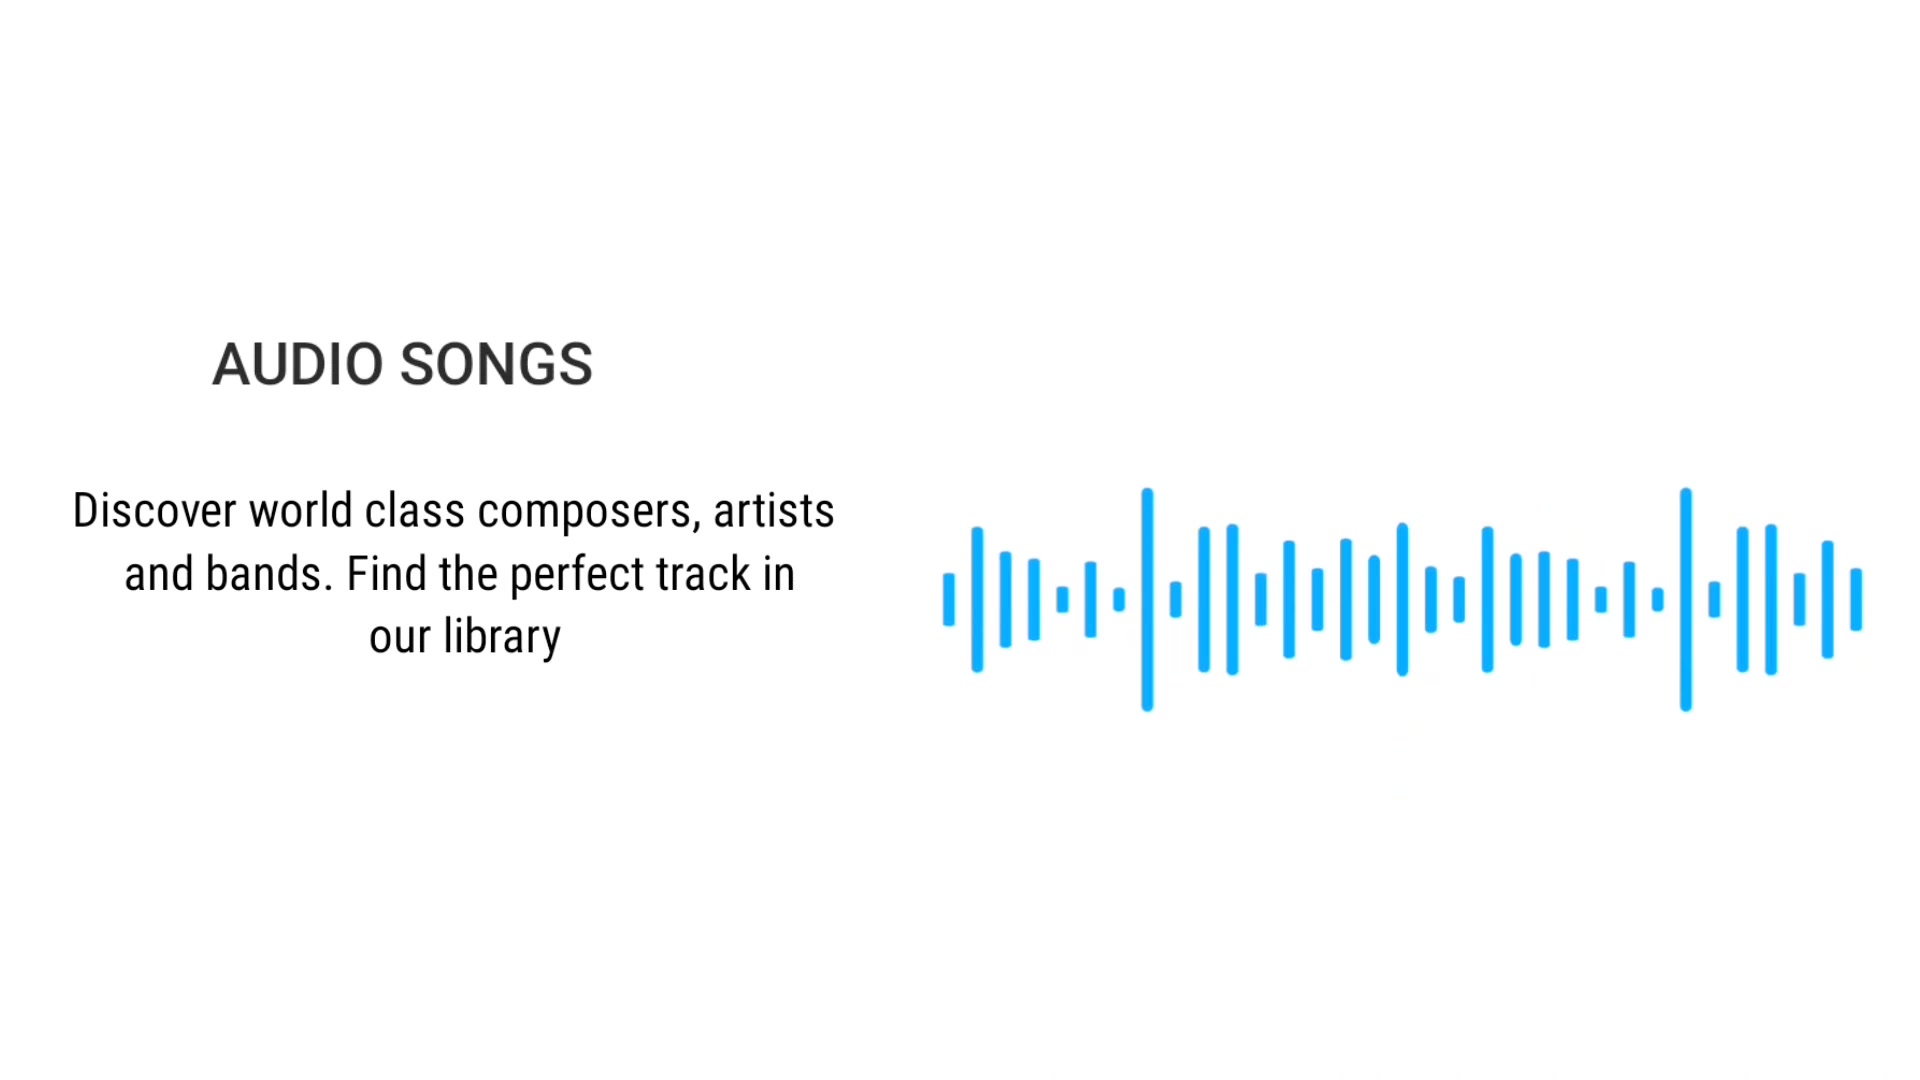 AUDIO SONGS
Discover world class composers, artists
and bands. Find the perfect track in
our library